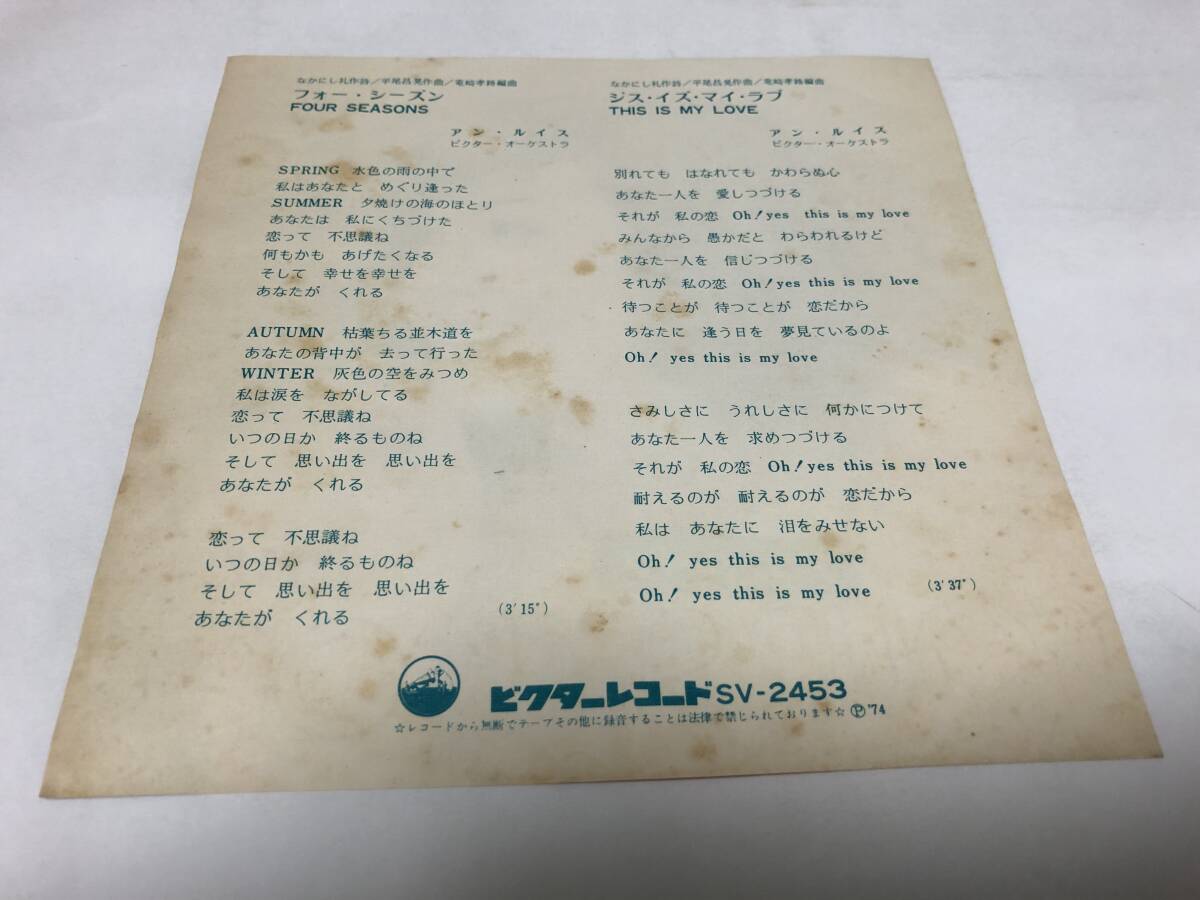 なかにし礼作詩/平尾昌晃作曲/竜崎孝路編曲
フォー・シーズン
FOUR SEASONS
アン・ルイス
ビクター・オーケストラ
SPRING 水色の雨の中で
私はあなたと めぐり逢った
SUMMER 夕焼けの海のほとり
あなたは 私にくちづけた
恋って 不思議ね
何もかも あげたくなる
そして 幸せを幸せを
あなたが くれる
AUTUMN 枯葉ちる並木道を
あなたの背中が 去って行った
WINTER 灰色の空をみつめ
私は涙を ながしてる
恋って 不思議ね
いつの日か 終るものね
そして 思い出を 思い出を
あなたが くれる
恋って 不思議ね
いつの日か 終るものね
そして 思い出を 思い出を
あなたが くれる
(3'15")
なかにし礼作詩/平尾昌晃作曲/竜崎孝路編曲
ジス・イズ・マイ・ラブ
THIS IS MY LOVE
アン・ルイス
ビクター・オーケストラ
別れても はなれても かわらぬ心
あなた一人を 愛しつづける
それが 私の恋 Oh! yes this is my love
みんなから 愚かだと わらわれるけど
あなた一人を 信じつづける
それが 私の恋 Oh! yes this is my love
待つことが 待つことが 恋だから
あなたに 逢う日を 夢見ているのよ
Oh! yes this is my love
さみしさに うれしさに 何かにつけて
あなた一人を 求めつづける
それが 私の恋 Oh! yes this is my love
耐えるのが 耐えるのが 恋だから
私は あなたに 泪をみせない
Oh! yes this is my love
Oh! yes this is my love
(3'37")
ビクターレコード SV-2453
☆レコードから無断でテープその他に録音することは法律で禁じられております☆ Ⓟ'74